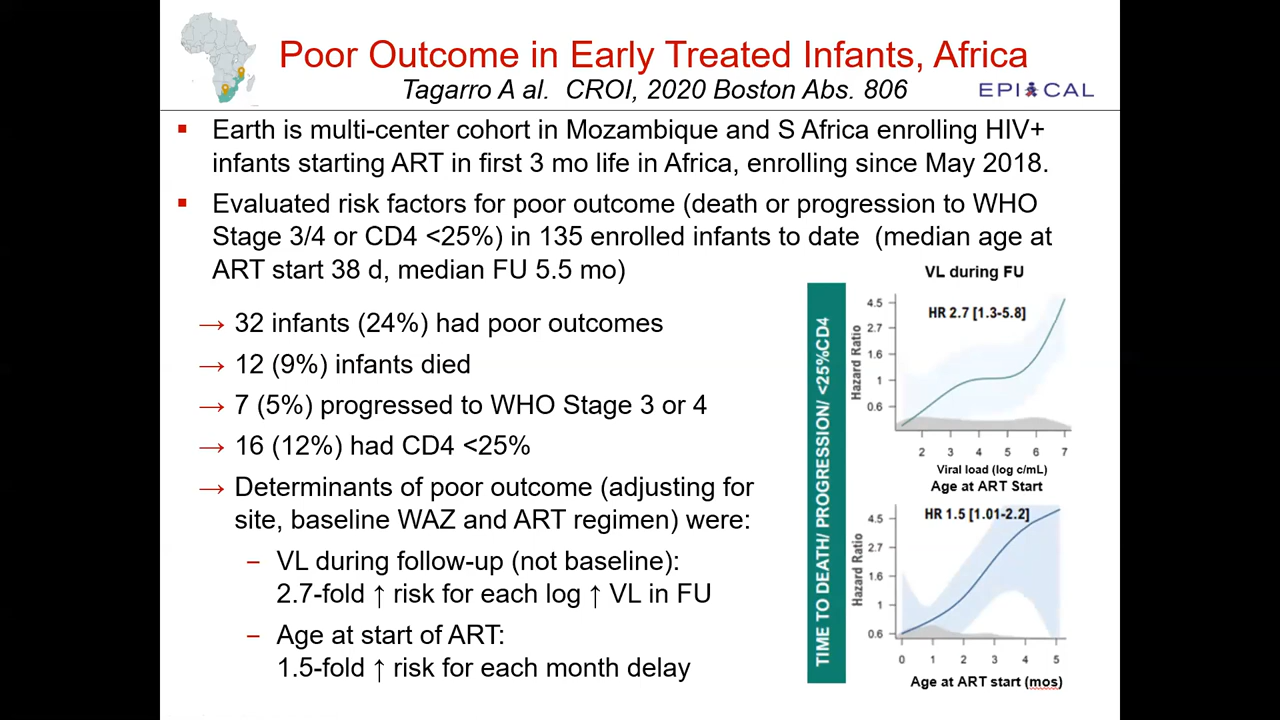 Poor Outcome in Early Treated Infants, Africa
Tagarro A al. CROI, 2020 Boston Abs. 806
EPIICAL
▪ Earth is multi-center cohort in Mozambique and S Africa enrolling HIV+
infants starting ART in first 3 mo life in Africa, enrolling since May 2018.
▪ Evaluated risk factors for poor outcome (death or progression to WHO
Stage 3/4 or CD4 <25%) in 135 enrolled infants to date (median age at
ART start 38 d, median FU 5.5 mo)
→ 32 infants (24%) had poor outcomes
→ 12 (9%) infants died
→ 7 (5%) progressed to WHO Stage 3 or 4
→ 16 (12%) had CD4 <25%
→ Determinants of poor outcome (adjusting for
site, baseline WAZ and ART regimen) were:
– VL during follow-up (not baseline):
2.7-fold ↑ risk for each log ↑ VL in FU
– Age at start of ART:
1.5-fold ↑ risk for each month delay
TIME TO DEATH/ PROGRESSION/ <25%CD4
VL during FU
HR 2.7 [1.3-5.8]
Hazard Ratio
4.5
2.7
1.6
1
0.6
2 3 4 5 6 7
Viral load (log c/mL)
Age at ART Start
HR 1.5 [1.01-2.2]
Hazard Ratio
4.5
2.7
1.6
1
0.6
0 1 2 3 4 5
Age at ART start (mos)